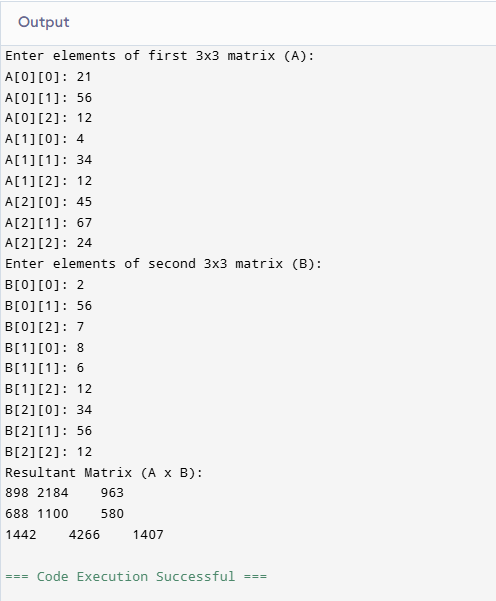 Output
Enter elements of first 3x3 matrix (A):
A[0][0]: 21
A[0][1]: 56
A[0][2]: 12
A[1][0]: 4
A[1][1]: 34
A[1][2]: 12
A[2][0]: 45
A[2][1]: 67
A[2][2]: 24
Enter elements of second 3x3 matrix (B):
B[0][0]: 2
B[0][1]: 56
B[0][2]: 7
B[1][0]: 8
B[1][1]: 6
B[1][2]: 12
B[2][0]: 34
B[2][1]: 56
B[2][2]: 12
Resultant Matrix (A x B):
898 2184    963
688 1100    580
1442    4266    1407
=== Code Execution Successful ===